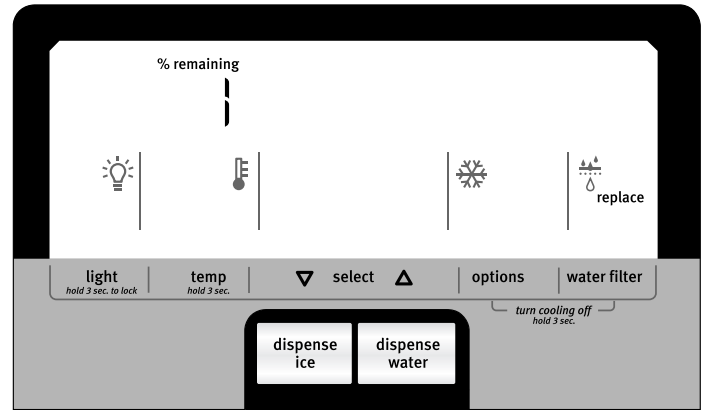 % remaining
1
replace
light
hold 3 sec. to lock
temp
hold 3 sec.
select
options
water filter
turn cooling off
hold 3 sec.
dispense
ice
dispense
water